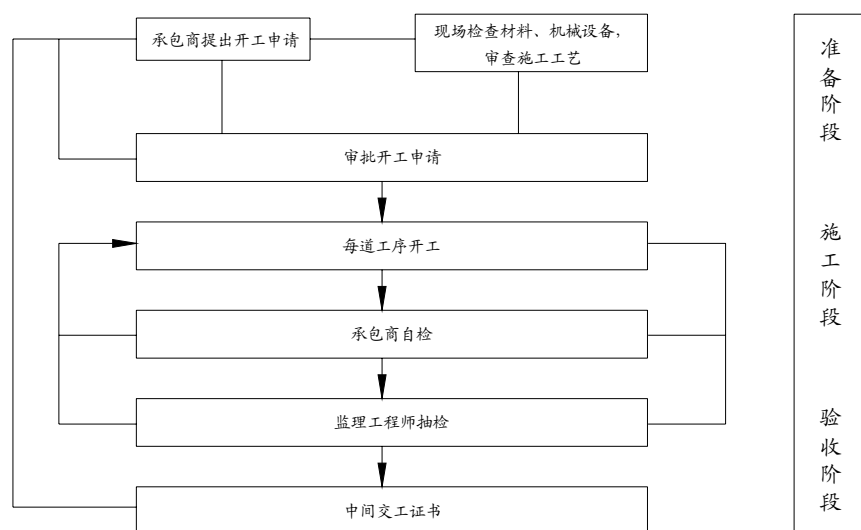 承包商提出开工申请
现场检查材料、机械设备,
审查施工工艺
审批开工申请
每道工序开工
承包商自检
监理工程师抽检
中间交工证书
准备阶段
施工阶段
验收阶段